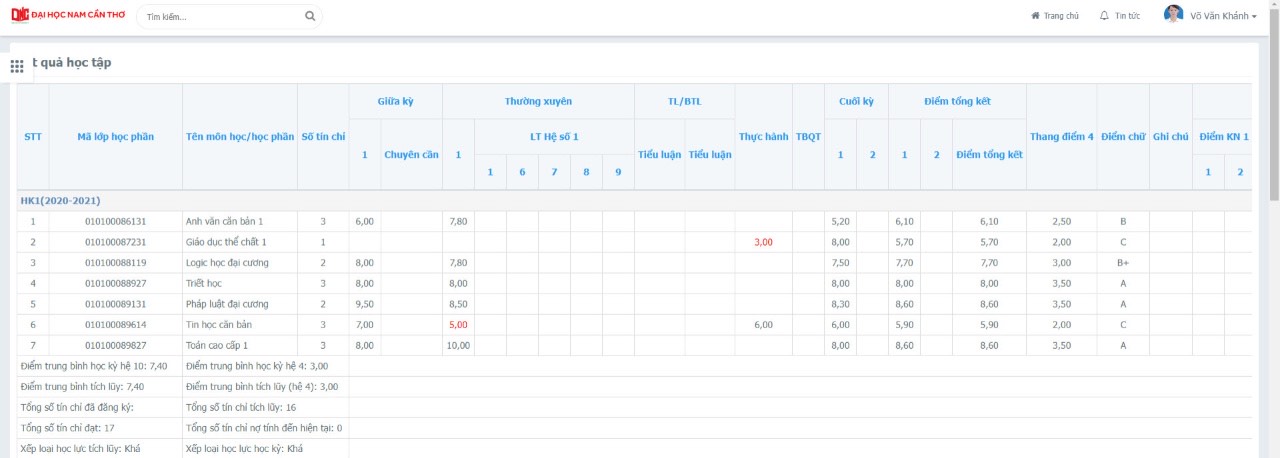 DNC ĐẠI HỌC NAM CẦN THƠ Tìm kiếm... Trang chủ Tin tức Võ Văn Khánh
t quả học tập
Giữa kỳ Thường xuyên TL/BTL Cuối kỳ Điểm tổng kết
STT Mã lớp học phần Tên môn học/học phần Số tín chỉ LT Hệ số 1 Thực hành TBQT Thang điểm 4 Điểm chữ Ghi chú Điểm KN 1
1 Chuyên cần 1 Tiểu luận Tiểu luận 1 2 1 2 Điểm tổng kết
1 6 7 8 9 1 2
HK1(2020-2021)
1 010100086131 Anh văn căn bản 1 3 6,00 7,80 5,20 6,10 6,10 2,50 B
2 010100087231 Giáo dục thể chất 1 1 3,00 8,00 5,70 5,70 2,00 C
3 010100088119 Logic học đại cương 2 8,00 7,80 7,50 7,70 7,70 3,00 B+
4 010100088927 Triết học 3 8,00 8,00 8,00 8,00 8,00 3,50 A
5 010100089131 Pháp luật đại cương 2 9,50 8,50 8,30 8,60 8,60 3,50 A
6 010100089614 Tin học căn bản 3 7,00 5,00 6,00 6,00 5,90 5,90 2,00 C
7 010100089827 Toán cao cấp 1 3 8,00 10,00 8,00 8,60 8,60 3,50 A
Điểm trung bình học kỳ hệ 10: 7,40 Điểm trung bình học kỳ hệ 4: 3,00
Điểm trung bình tích lũy: 7,40 Điểm trung bình tích lũy (hệ 4): 3,00
Tổng số tín chỉ đã đăng ký: Tổng số tín chỉ tích lũy: 16
Tổng số tín chỉ đạt: 17 Tổng số tín chỉ nợ tính đến hiện tại: 0
Xếp loại học lực tích lũy: Khá Xếp loại học lực học kỳ: Khá